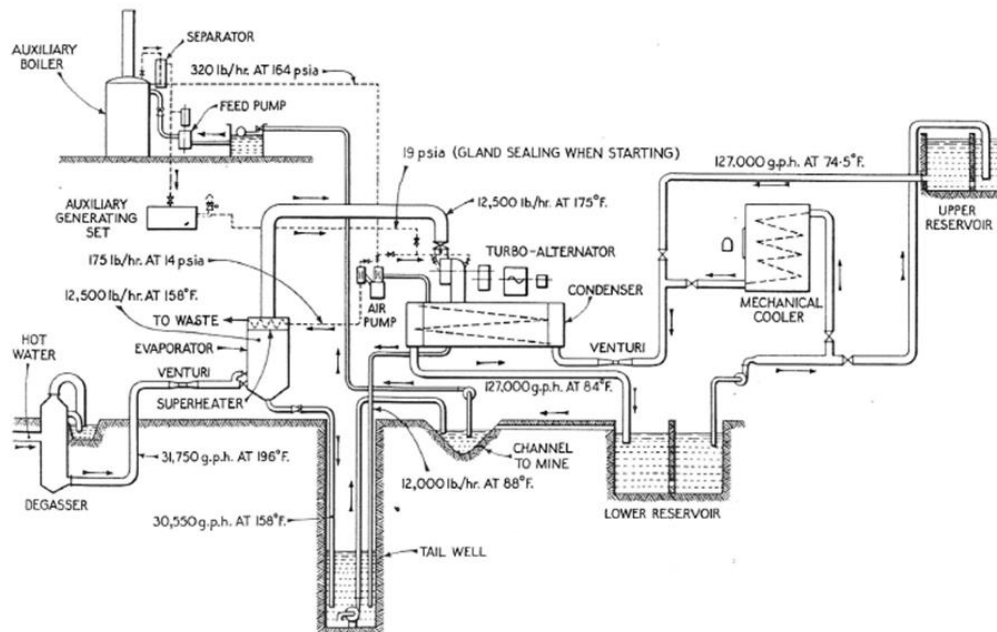 AUXILIARY
BOILER
SEPARATOR
320 lb/hr. AT 164 psia
FEED PUMP
19 psia (GLAND SEALING WHEN STARTING)
127,000 g.p.h. AT 74·5°F.
UPPER
RESERVOIR
AUXILIARY
GENERATING
SET
12,500 lb/hr. AT 175°F.
TURBO-ALTERNATOR
175 lb/hr. AT 14 psia
CONDENSER
MECHANICAL
COOLER
12,500 lb/hr. AT 158°F.
AIR
PUMP
TO WASTE
HOT
WATER
EVAPORATOR
VENTURI
VENTURI
SUPERHEATER
127,000 g.p.h. AT 84°F.
CHANNEL
TO MINE
31,750 g.p.h. AT 196°F.
12,000 lb./hr. AT 88°F.
DEGASSER
LOWER RESERVOIR
30,550 g.p.h. AT 158°F.
TAIL WELL